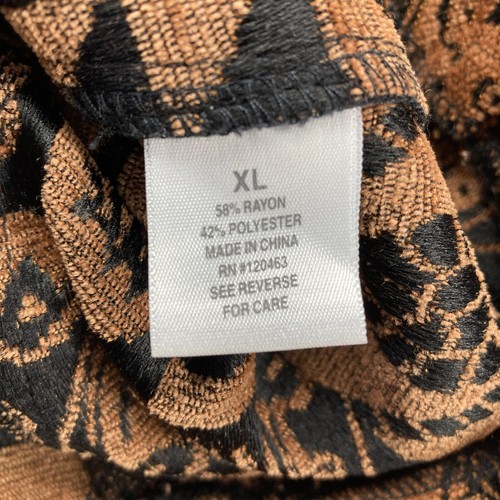 XL
58% RAYON
42% POLYESTER
MADE IN CHINA
RN #120463
SEE REVERSE
FOR CARE